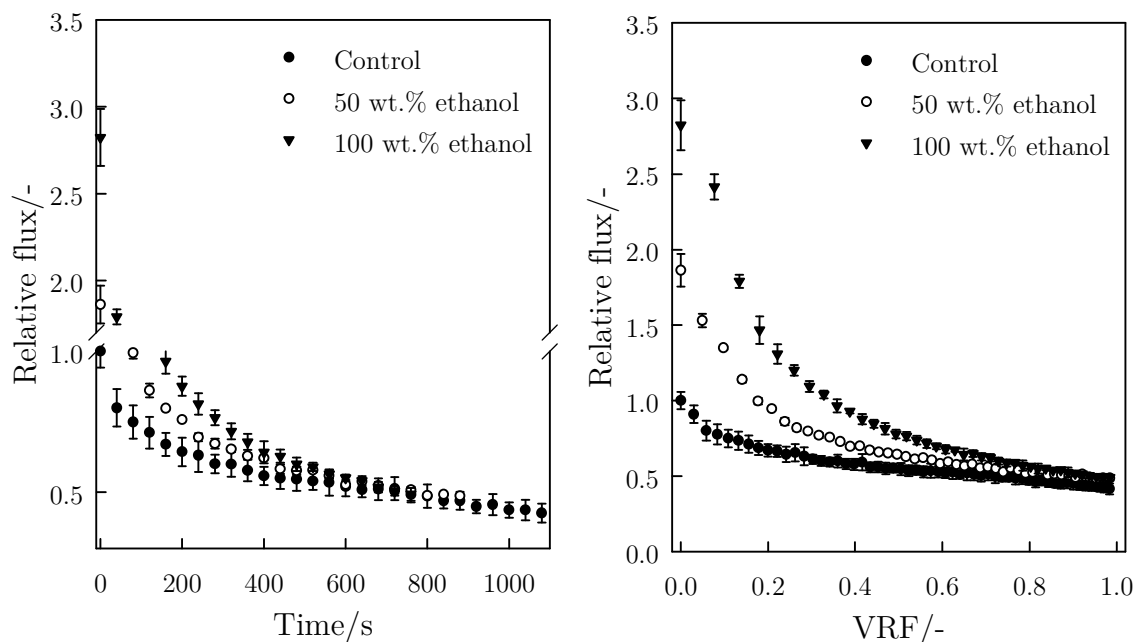 3.5
3.0
2.5
2.0
1.0
0.5
Relative flux/-
0
200
400
600
800
1000
Time/s
Control
50 wt.% ethanol
100 wt.% ethanol
3.5
3.0
2.5
2.0
1.5
1.0
0.5
0.0
Relative flux/-
0.0
0.2
0.4
0.6
0.8
1.0
VRF/-
Control
50 wt.% ethanol
100 wt.% ethanol